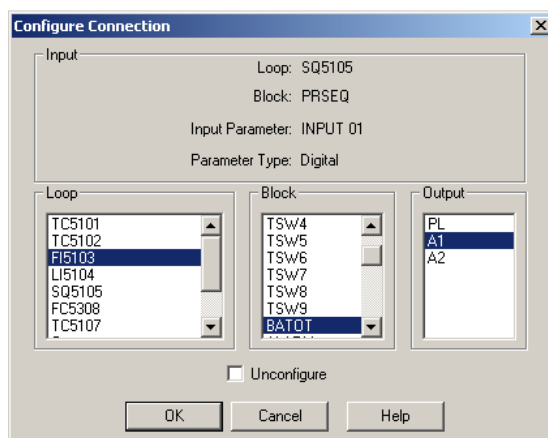 Configure Connection
Input
Loop: SQ5105
Block: PRSEQ
Input Parameter: INPUT 01
Parameter Type: Digital
Loop
TC5101
TC5102
FI5103
LI5104
SQ5105
FC5308
TC5107
Block
TSW4
TSW5
TSW6
TSW7
TSW8
TSW9
BATOT
Output
PL
A1
A2
Unconfigure
OK
Cancel
Help